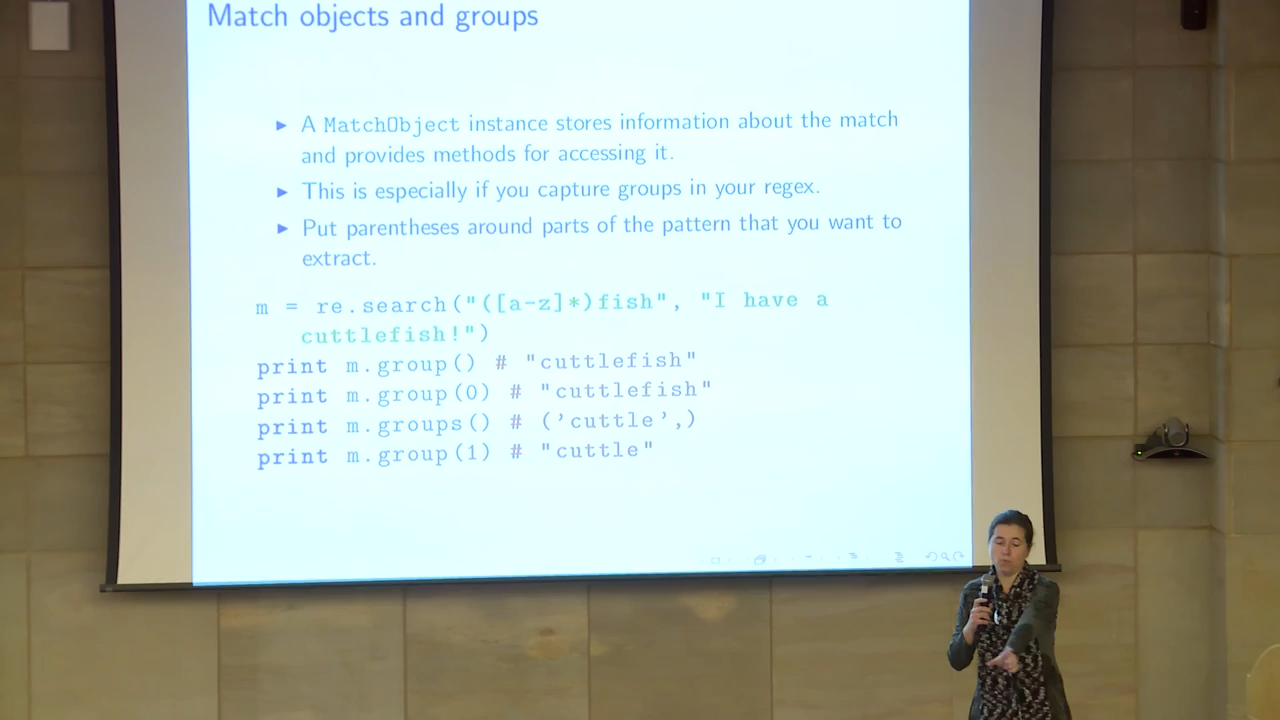 Match objects and groups
A MatchObject instance stores information about the match
and provides methods for accessing it.
This is especially if you capture groups in your regex.
Put parentheses around parts of the pattern that you want to
extract.
m = re.search("([a-z]*)fish", "I have a
cuttlefish!")
print m.group() # "cuttlefish"
print m.group(0) # "cuttlefish"
print m.groups() # ('cuttle',)
print m.group(1) # "cuttle"